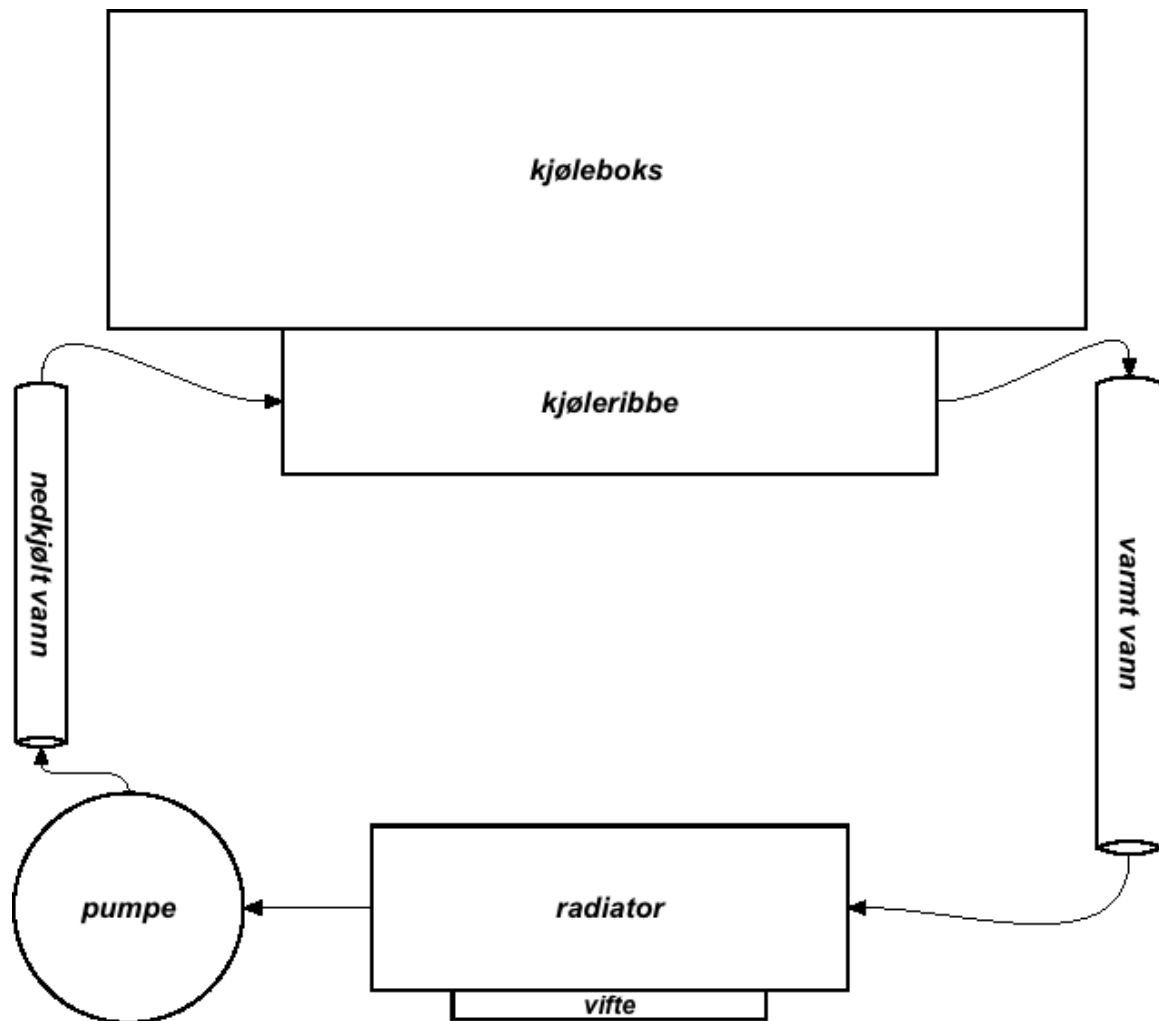 kjøleboks
kjøleribbe
nedkjølt vann
varmt vann
pumpe
radiator
vifte